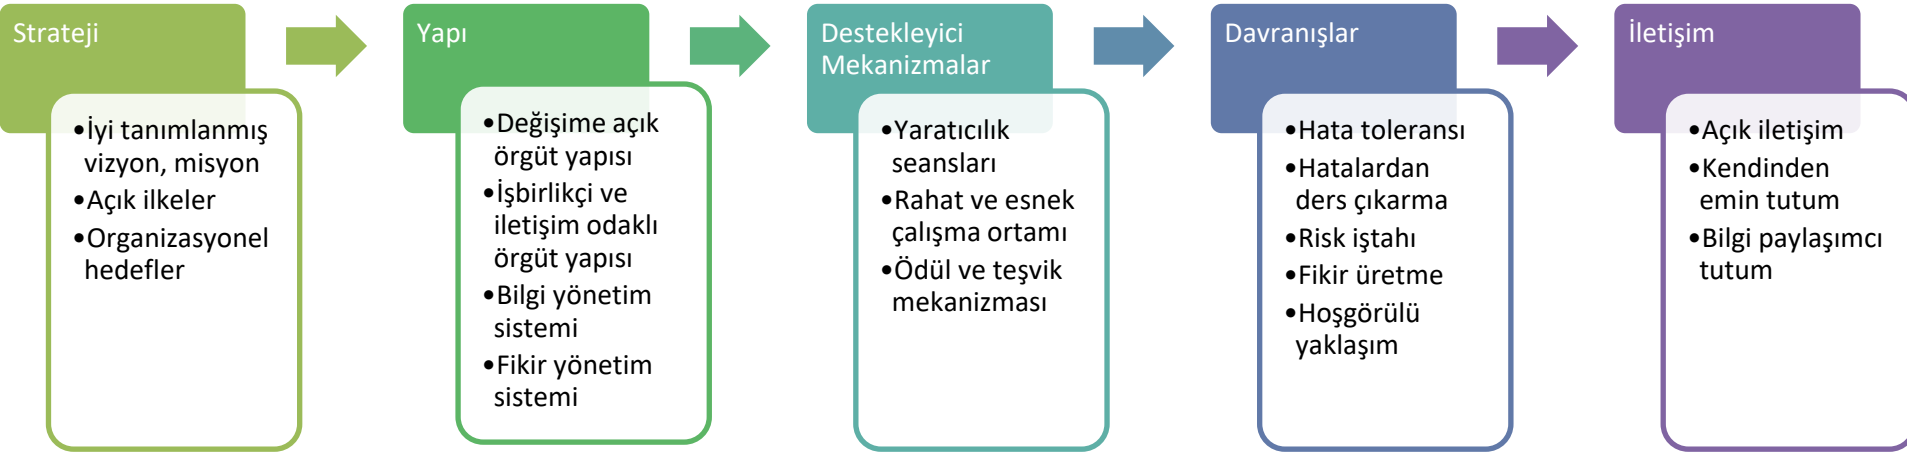 Strateji
•İyi tanımlanmış
vizyon, misyon
•Açık ilkeler
•Organizasyonel
hedefler
Yapı
•Değişime açık
örgüt yapısı
•İşbirlikçi ve
iletişim odaklı
örgüt yapısı
•Bilgi yönetim
sistemi
•Fikir yönetim
sistemi
Destekleyici
Mekanizmalar
•Yaratıcılık
seansları
•Rahat ve esnek
çalışma ortamı
•Ödül ve teşvik
mekanizması
Davranışlar
•Hata toleransı
•Hatalardan
ders çıkarma
•Risk iştahı
•Fikir üretme
•Hoşgörülü
yaklaşım
İletişim
•Açık iletişim
•Kendinden
emin tutum
•Bilgi paylaşımcı
tutum